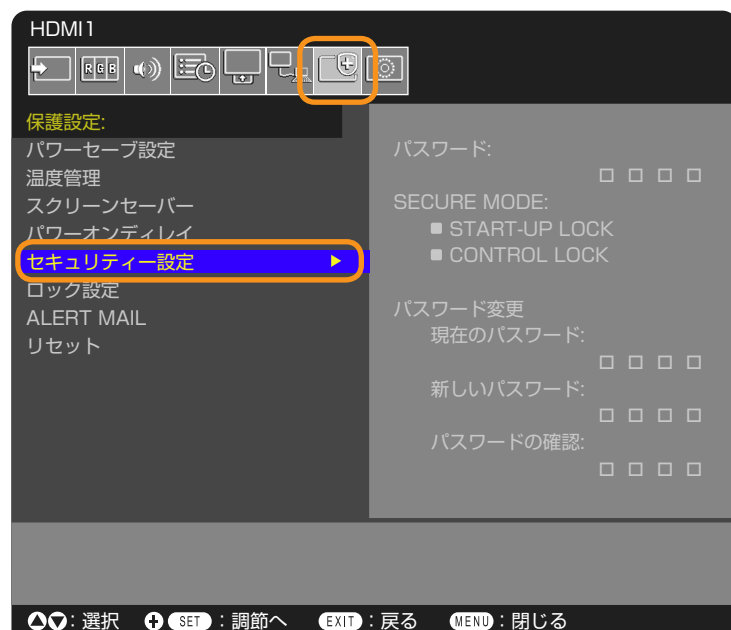 HDMI1
RGB
保護設定:
パワーセーブ設定
温度管理
スクリーンセーバー
パワーオンディレイ
セキュリティー設定
ロック設定
ALERT MAIL
リセット
パスワード:
SECURE MODE:
START-UP LOCK
CONTROL LOCK
パスワード変更
現在のパスワード:
新しいパスワード:
パスワードの確認:
:選択 SET:調節へ EXIT:戻る MENU:閉じる